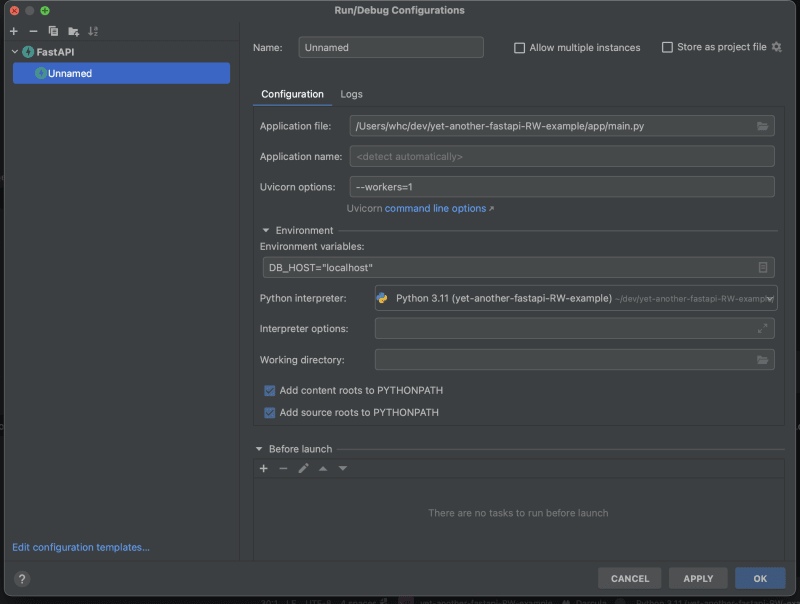 Run/Debug Configurations
FastAPI
Unnamed
Name:
Unnamed
Allow multiple instances
Store as project file
Configuration
Logs
Application file:
/Users/whc/dev/yet-another-fastapi-RW-example/app/main.py
Application name:
<detect automatically>
Uvicorn options:
--workers=1
Uvicorn command line options ↗
Environment
Environment variables:
DB_HOST="localhost"
Python interpreter:
Python 3.11 (yet-another-fastapi-RW-example) ~/dev/yet-another-fastapi-RW-example/
Interpreter options:
Working directory:
Add content roots to PYTHONPATH
Add source roots to PYTHONPATH
Before launch
There are no tasks to run before launch
Edit configuration templates...
?
CANCEL
APPLY
OK